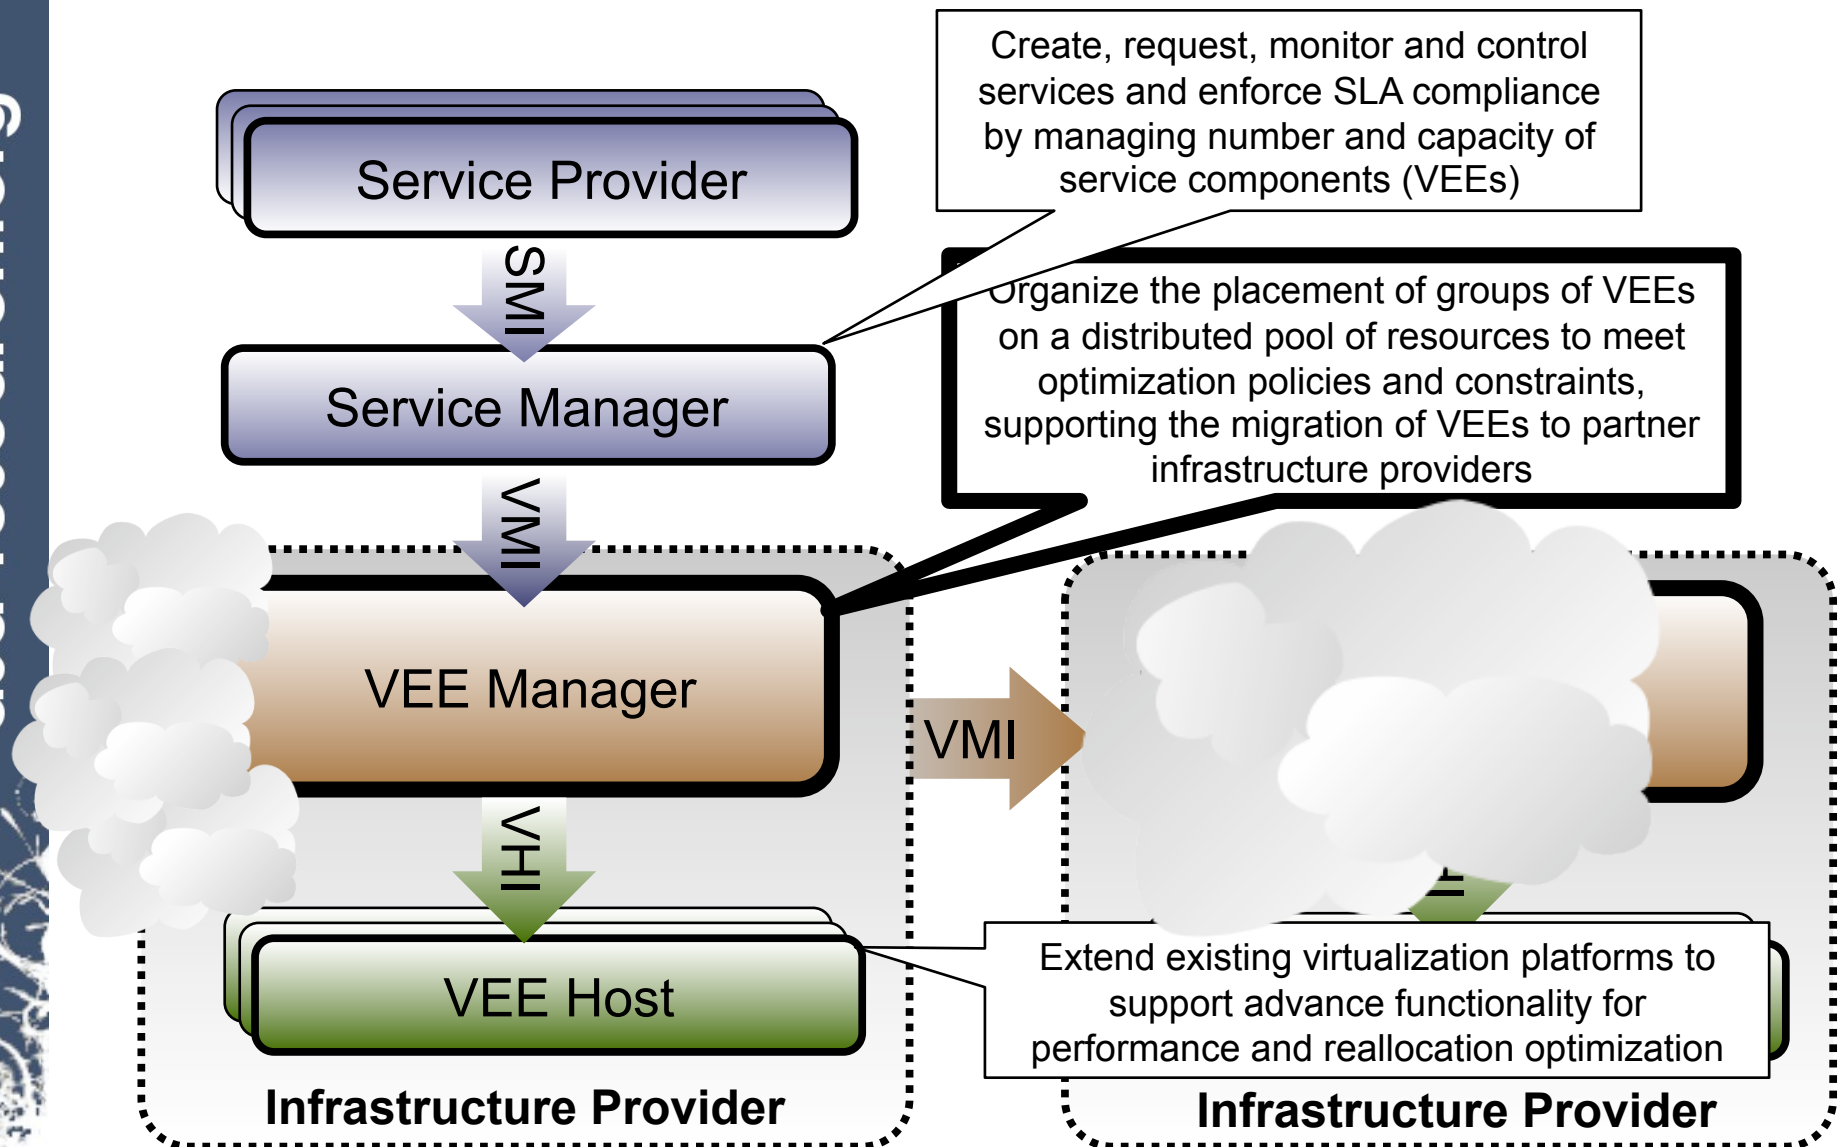 Create, request, monitor and control
services and enforce SLA compliance
by managing number and capacity of
service components (VEEs)
Service Provider
SMI
Organize the placement of groups of VEEs
on a distributed pool of resources to meet
optimization policies and constraints,
supporting the migration of VEEs to partner
infrastructure providers
Service Manager
VMI
VEE Manager
VMI
VHI
VEE Host
Extend existing virtualization platforms to
support advance functionality for
performance and reallocation optimization
Infrastructure Provider
Infrastructure Provider